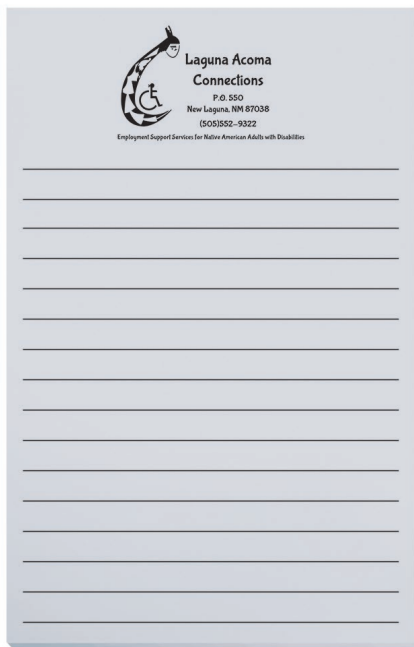 Laguna Acoma
Connections
P.O. 550
New Laguna, NM 87038
(505)552-9322
Employment Support Services for Native American Adults with Disabilities